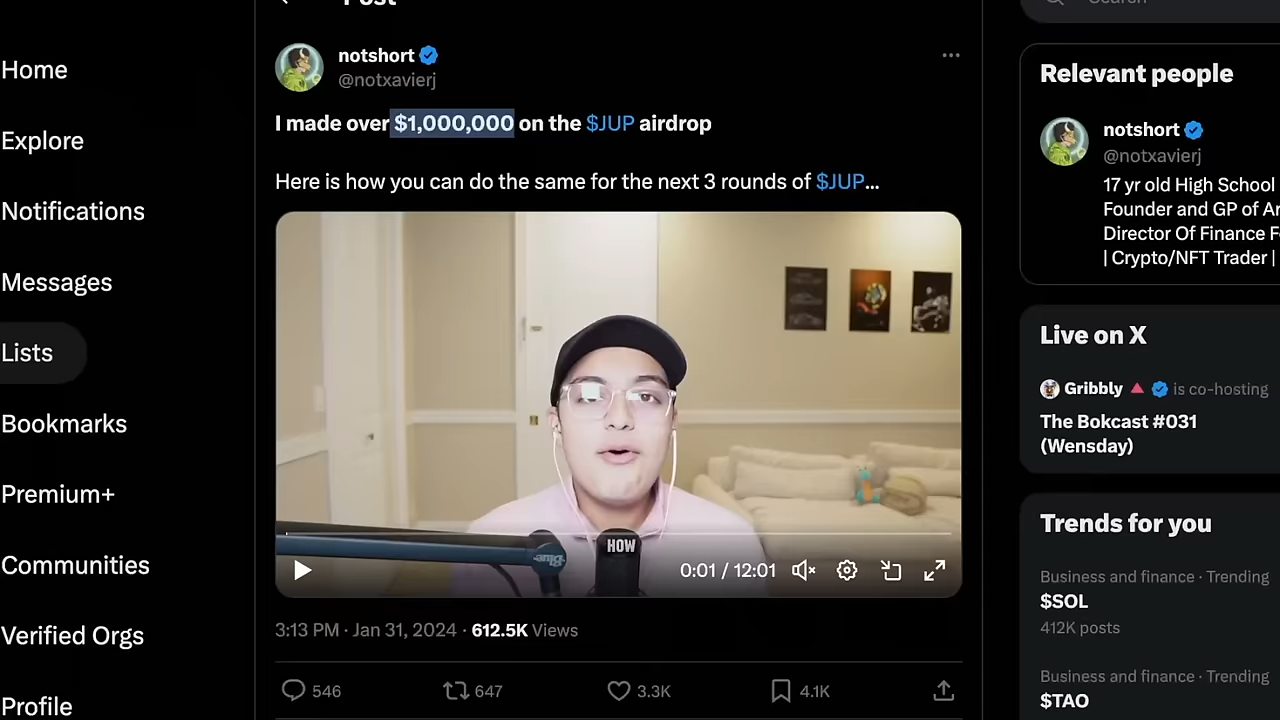 Post
Search
Home
Explore
Notifications
Messages
Lists
Bookmarks
Premium+
Communities
Verified Orgs
Profile
notshort
@notxavierj
I made over $1,000,000 on the $JUP airdrop
Here is how you can do the same for the next 3 rounds of $JUP...
HOW
0:01 / 12:01
3:13 PM · Jan 31, 2024 · 612.5K Views
546
647
3.3K
4.1K
Relevant people
notshort
@notxavierj
17 yr old High School
Founder and GP of
Director Of Finance
| Crypto/NFT Trader |
Live on X
Gribbly is co-hosting
The Bokcast #031
(Wensday)
Trends for you
Business and finance · Trending
$SOL
412K posts
Business and finance · Trending
$TAO